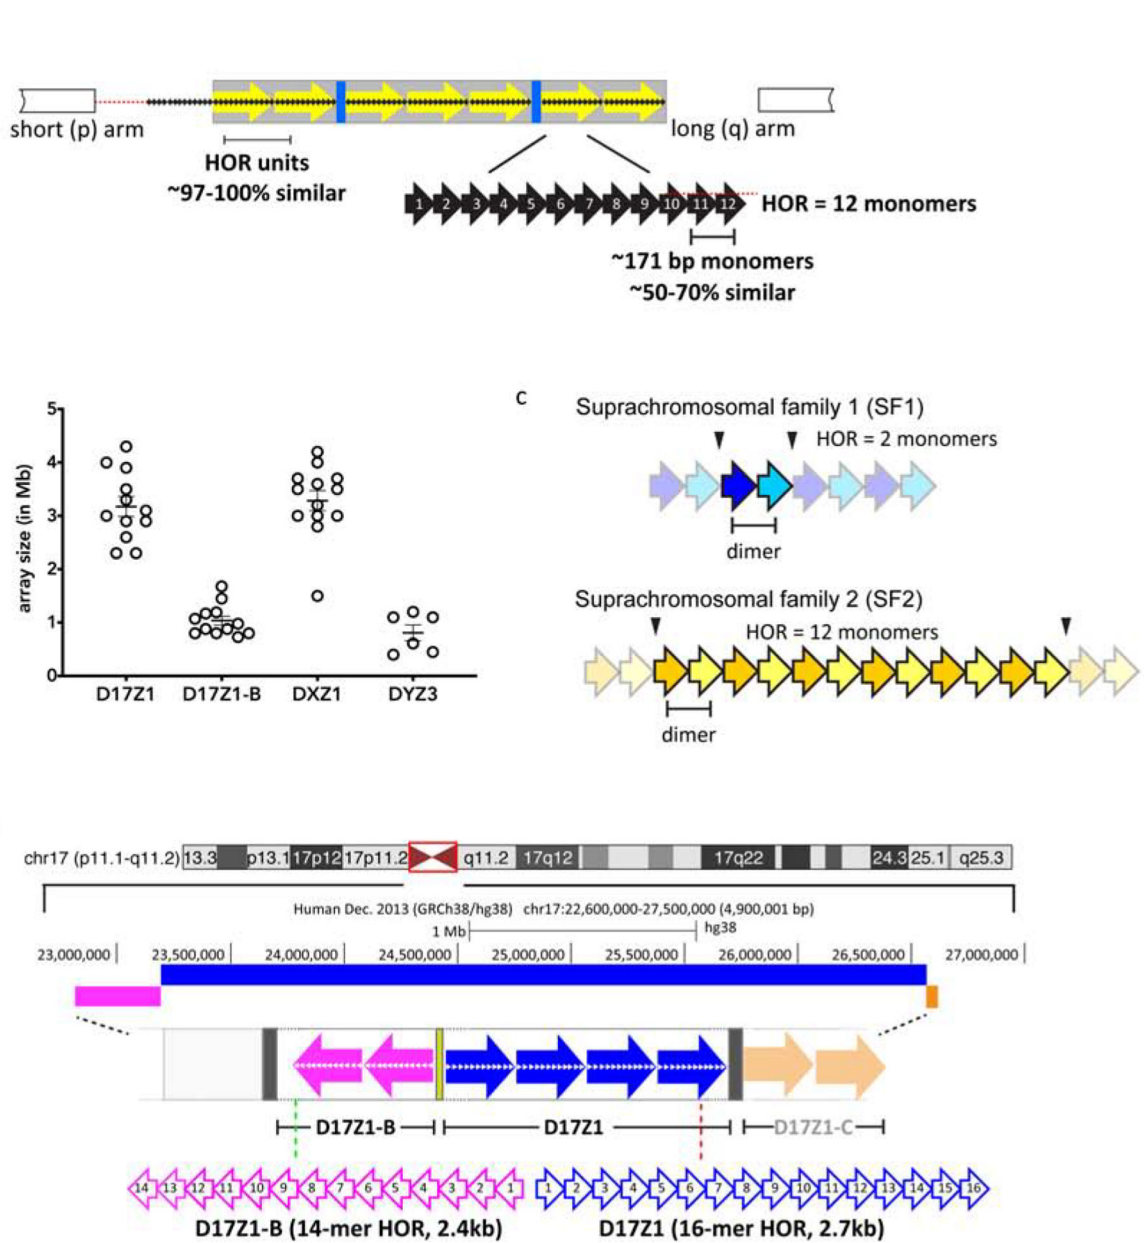 short (p) arm
long (q) arm
HOR units
~97-100% similar
1 2 3 4 5 6 7 8 9 10 11 12
HOR = 12 monomers
~171 bp monomers
~50-70% similar
array size (in Mb)
5
4
3
2
1
0
D17Z1 D17Z1-B DXZ1 DYZ3
c
Suprachromosomal family 1 (SF1)
HOR = 2 monomers
dimer
Suprachromosomal family 2 (SF2)
HOR = 12 monomers
dimer
chr17 (p11.1-q11.2) 13.3 p13.1 17p12 17p11.2 q11.2 17q12 17q22 24.3 25.1 q25.3
Human Dec. 2013 (GRCh38/hg38) chr17:22,600,000-27,500,000 (4,900,001 bp)
1 Mb hg38
23,000,000 23,500,000 24,000,000 24,500,000 25,000,000 25,500,000 26,000,000 26,500,000 27,000,000
D17Z1-B D17Z1 D17Z1-C
14 13 12 11 10 9 8 7 6 5 4 3 2 1 1 2 3 4 5 6 7 8 9 10 11 12 13 14 15 16
D17Z1-B (14-mer HOR, 2.4kb) D17Z1 (16-mer HOR, 2.7kb)